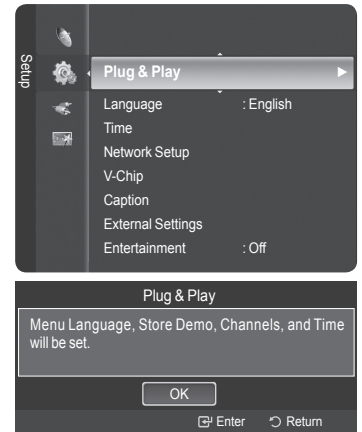 Setup
Plug & Play
Language : English
Time
Network Setup
V-Chip
Caption
External Settings
Entertainment : Off
Plug & Play
Menu Language, Store Demo, Channels, and Time
will be set.
OK
Enter Return